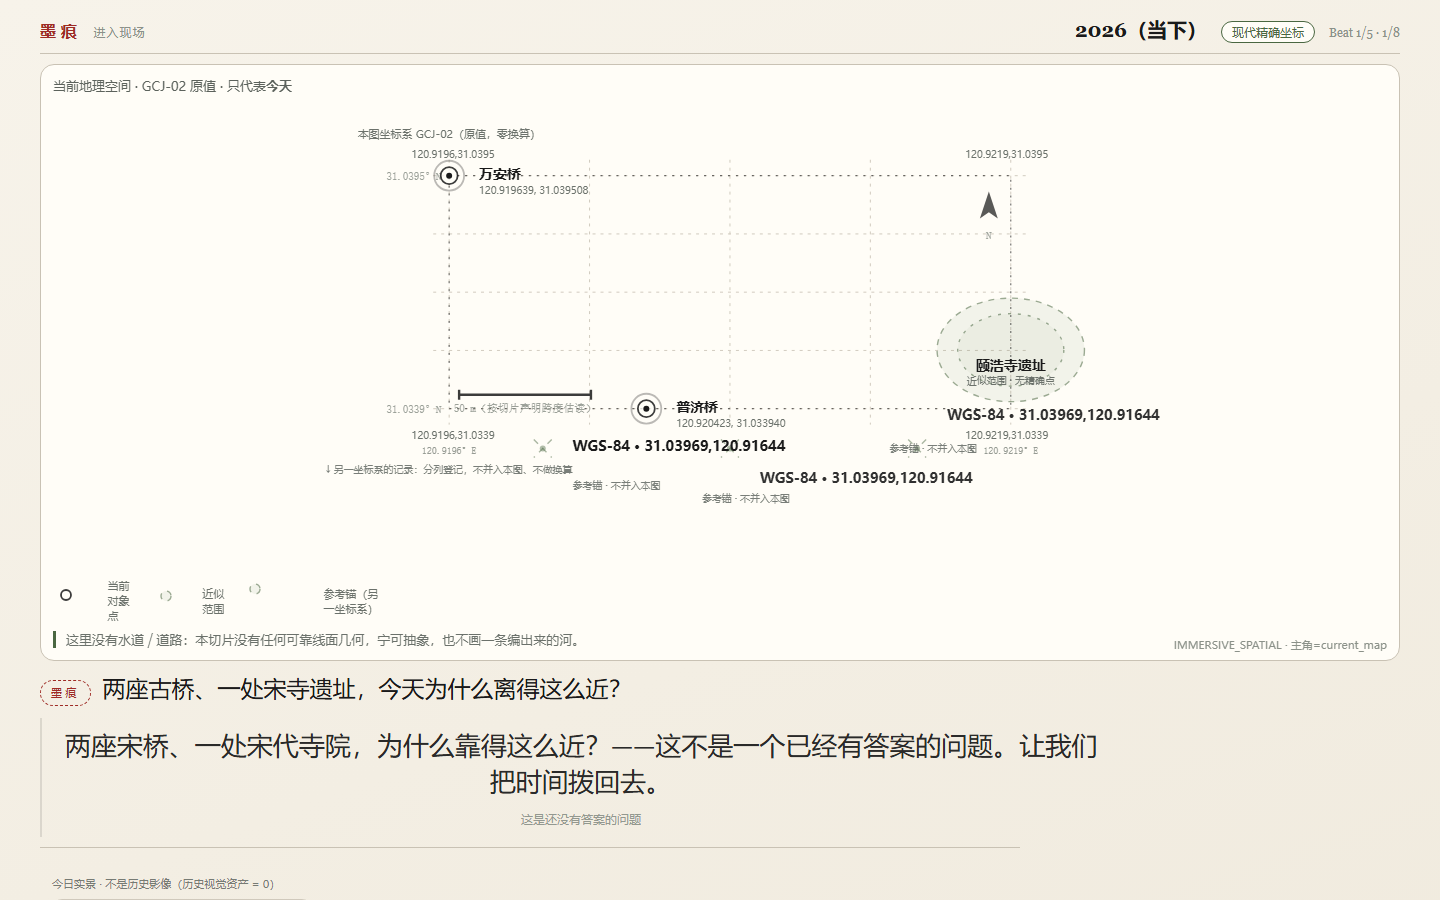 墨痕 进入现场
2026（当下） 现代精确坐标 Beat 1/5 · 1/8
当前地理空间 · GCJ-02 原值 · 只代表今天
本图坐标系 GCJ-02（原值，零换算）
120.9196,31.0395
120.9219,31.0395
31.0395° N
万安桥
120.919639, 31.039508
N
颐浩寺遗址
近似范围 · 无精确点
50 m（按切片声明跨度估读）
31.0339° N
普济桥
120.920423, 31.033940
WGS-84 • 31.03969,120.91644
120.9196,31.0339
120.9219,31.0339
120.9196° E
WGS-84 • 31.03969,120.91644
参考锚 · 不并入本图
120.9219° E
↓ 另一坐标系的记录：分列登记，不并入本图、不做换算
WGS-84 • 31.03969,120.91644
参考锚 · 不并入本图
参考锚 · 不并入本图
当前
对象
点
近似
范围
参考锚（另
一坐标系）
这里没有水道 / 道路：本切片没有任何可靠线面几何，宁可抽象，也不画一条编出来的河。
IMMERSIVE_SPATIAL · 主角=current_map
墨痕 两座古桥、一处宋寺遗址，今天为什么离得这么近？
两座宋桥、一处宋代寺院，为什么靠得这么近？——这不是一个已经有答案的问题。让我们
把时间拨回去。
这是还没有答案的问题
今日实景 · 不是历史影像（历史视觉资产 = 0）